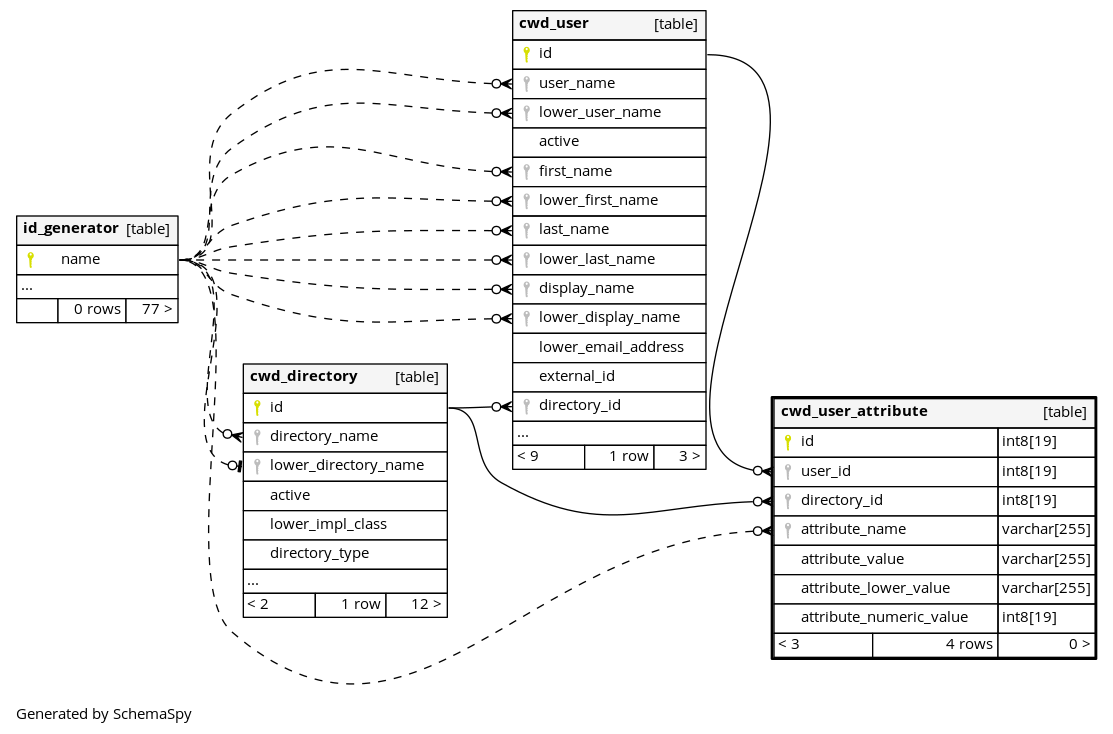 cwd_user [table]
id
user_name
lower_user_name
active
first_name
lower_first_name
last_name
lower_last_name
display_name
lower_display_name
lower_email_address
external_id
directory_id
...
< 9 1 row 3 >
id_generator [table]
name
...
0 rows 77 >
cwd_directory [table]
id
directory_name
lower_directory_name
active
lower_impl_class
directory_type
...
< 2 1 row 12 >
cwd_user_attribute [table]
id int8[19]
user_id int8[19]
directory_id int8[19]
attribute_name varchar[255]
attribute_value varchar[255]
attribute_lower_value varchar[255]
attribute_numeric_value int8[19]
< 3 4 rows 0 >
Generated by SchemaSpy